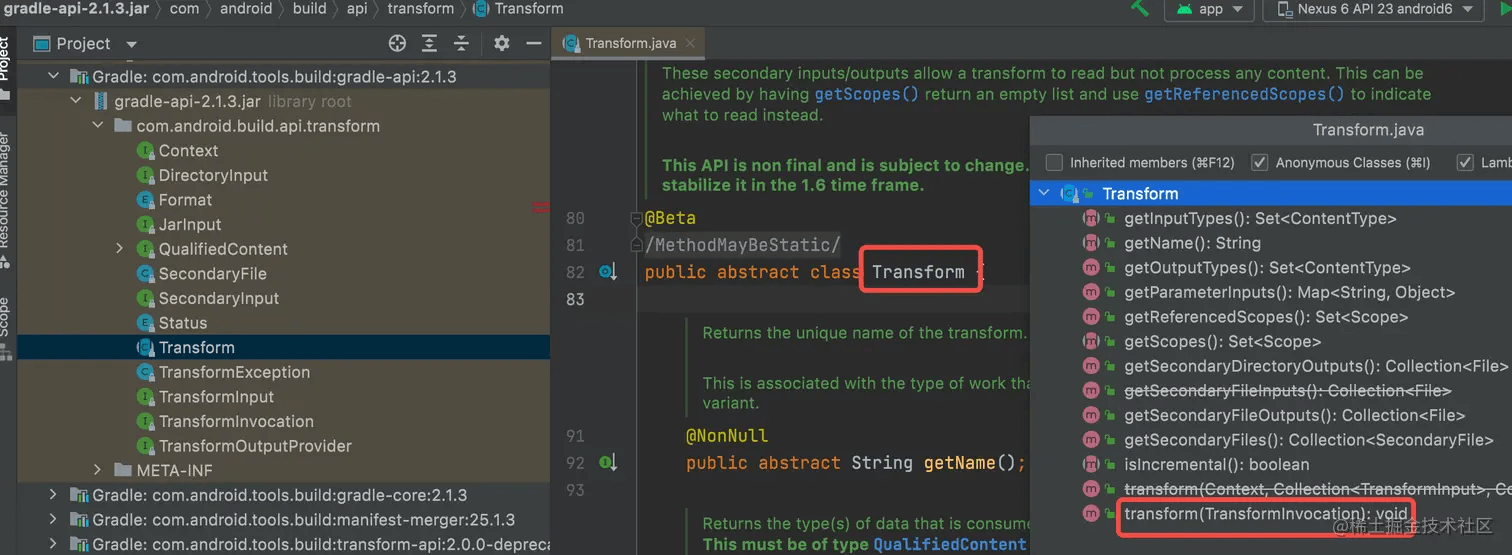 gradle-api-2.1.3.jar com android build api transform Transform
app Nexus 6 API 23 android6
Project
Project
Resource Manager
Scope
Gradle: com.android.tools.build:gradle-api:2.1.3
gradle-api-2.1.3.jar library root
com.android.build.api.transform
Context
DirectoryInput
Format
JarInput
QualifiedContent
SecondaryFile
SecondaryInput
Status
Transform
TransformException
TransformInput
TransformInvocation
TransformOutputProvider
META-INF
Gradle: com.android.tools.build:gradle-core:2.1.3
Gradle: com.android.tools.build:manifest-merger:25.1.3
Gradle: com.android.tools.build:transform-api:2.0.0-depreca
Transform.java
These secondary inputs/outputs allow a transform to read but not process any content. This can be
achieved by having getScopes() return an empty list and use getReferencedScopes() to indicate
what to read instead.
This API is non final and is subject to change.
stabilize it in the 1.6 time frame.
80 @Beta
81 /MethodMayBeStatic/
82 public abstract class Transform {
83
Returns the unique name of the transform.
This is associated with the type of work tha
variant.
91 @NonNull
92 public abstract String getName();
93
Returns the type(s) of data that is consume
This must be of type QualifiedContent
Transform.java
Inherited members (⌘F12) Anonymous Classes (⌘I) Lamb
Transform
getInputTypes(): Set<ContentType>
getName(): String
getOutputTypes(): Set<ContentType>
getParameterInputs(): Map<String, Object>
getReferencedScopes(): Set<Scope>
getScopes(): Set<Scope>
getSecondaryDirectoryOutputs(): Collection<File>
getSecondaryFileInputs(): Collection<File>
getSecondaryFileOutputs(): Collection<File>
getSecondaryFiles(): Collection<SecondaryFile>
isIncremental(): boolean
transform(Context, Collection<TransformInput>, Co
transform(TransformInvocation): void
@稀土掘金技术社区